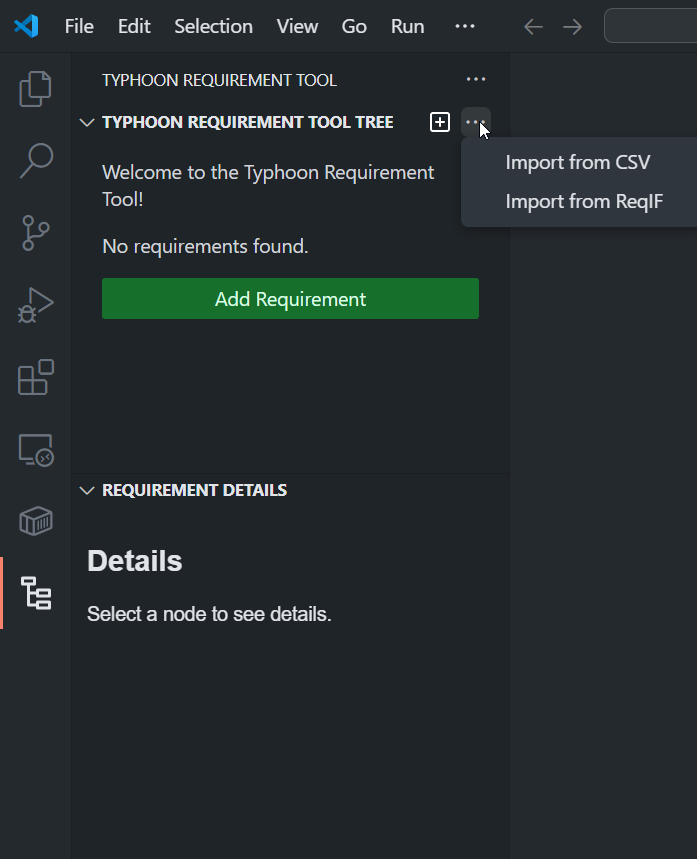 File Edit Selection View Go Run ...
TYPHOON REQUIREMENT TOOL
TYPHOON REQUIREMENT TOOL TREE
Import from CSV
Import from ReqIF
Welcome to the Typhoon Requirement
Tool!
No requirements found.
Add Requirement
REQUIREMENT DETAILS
Details
Select a node to see details.